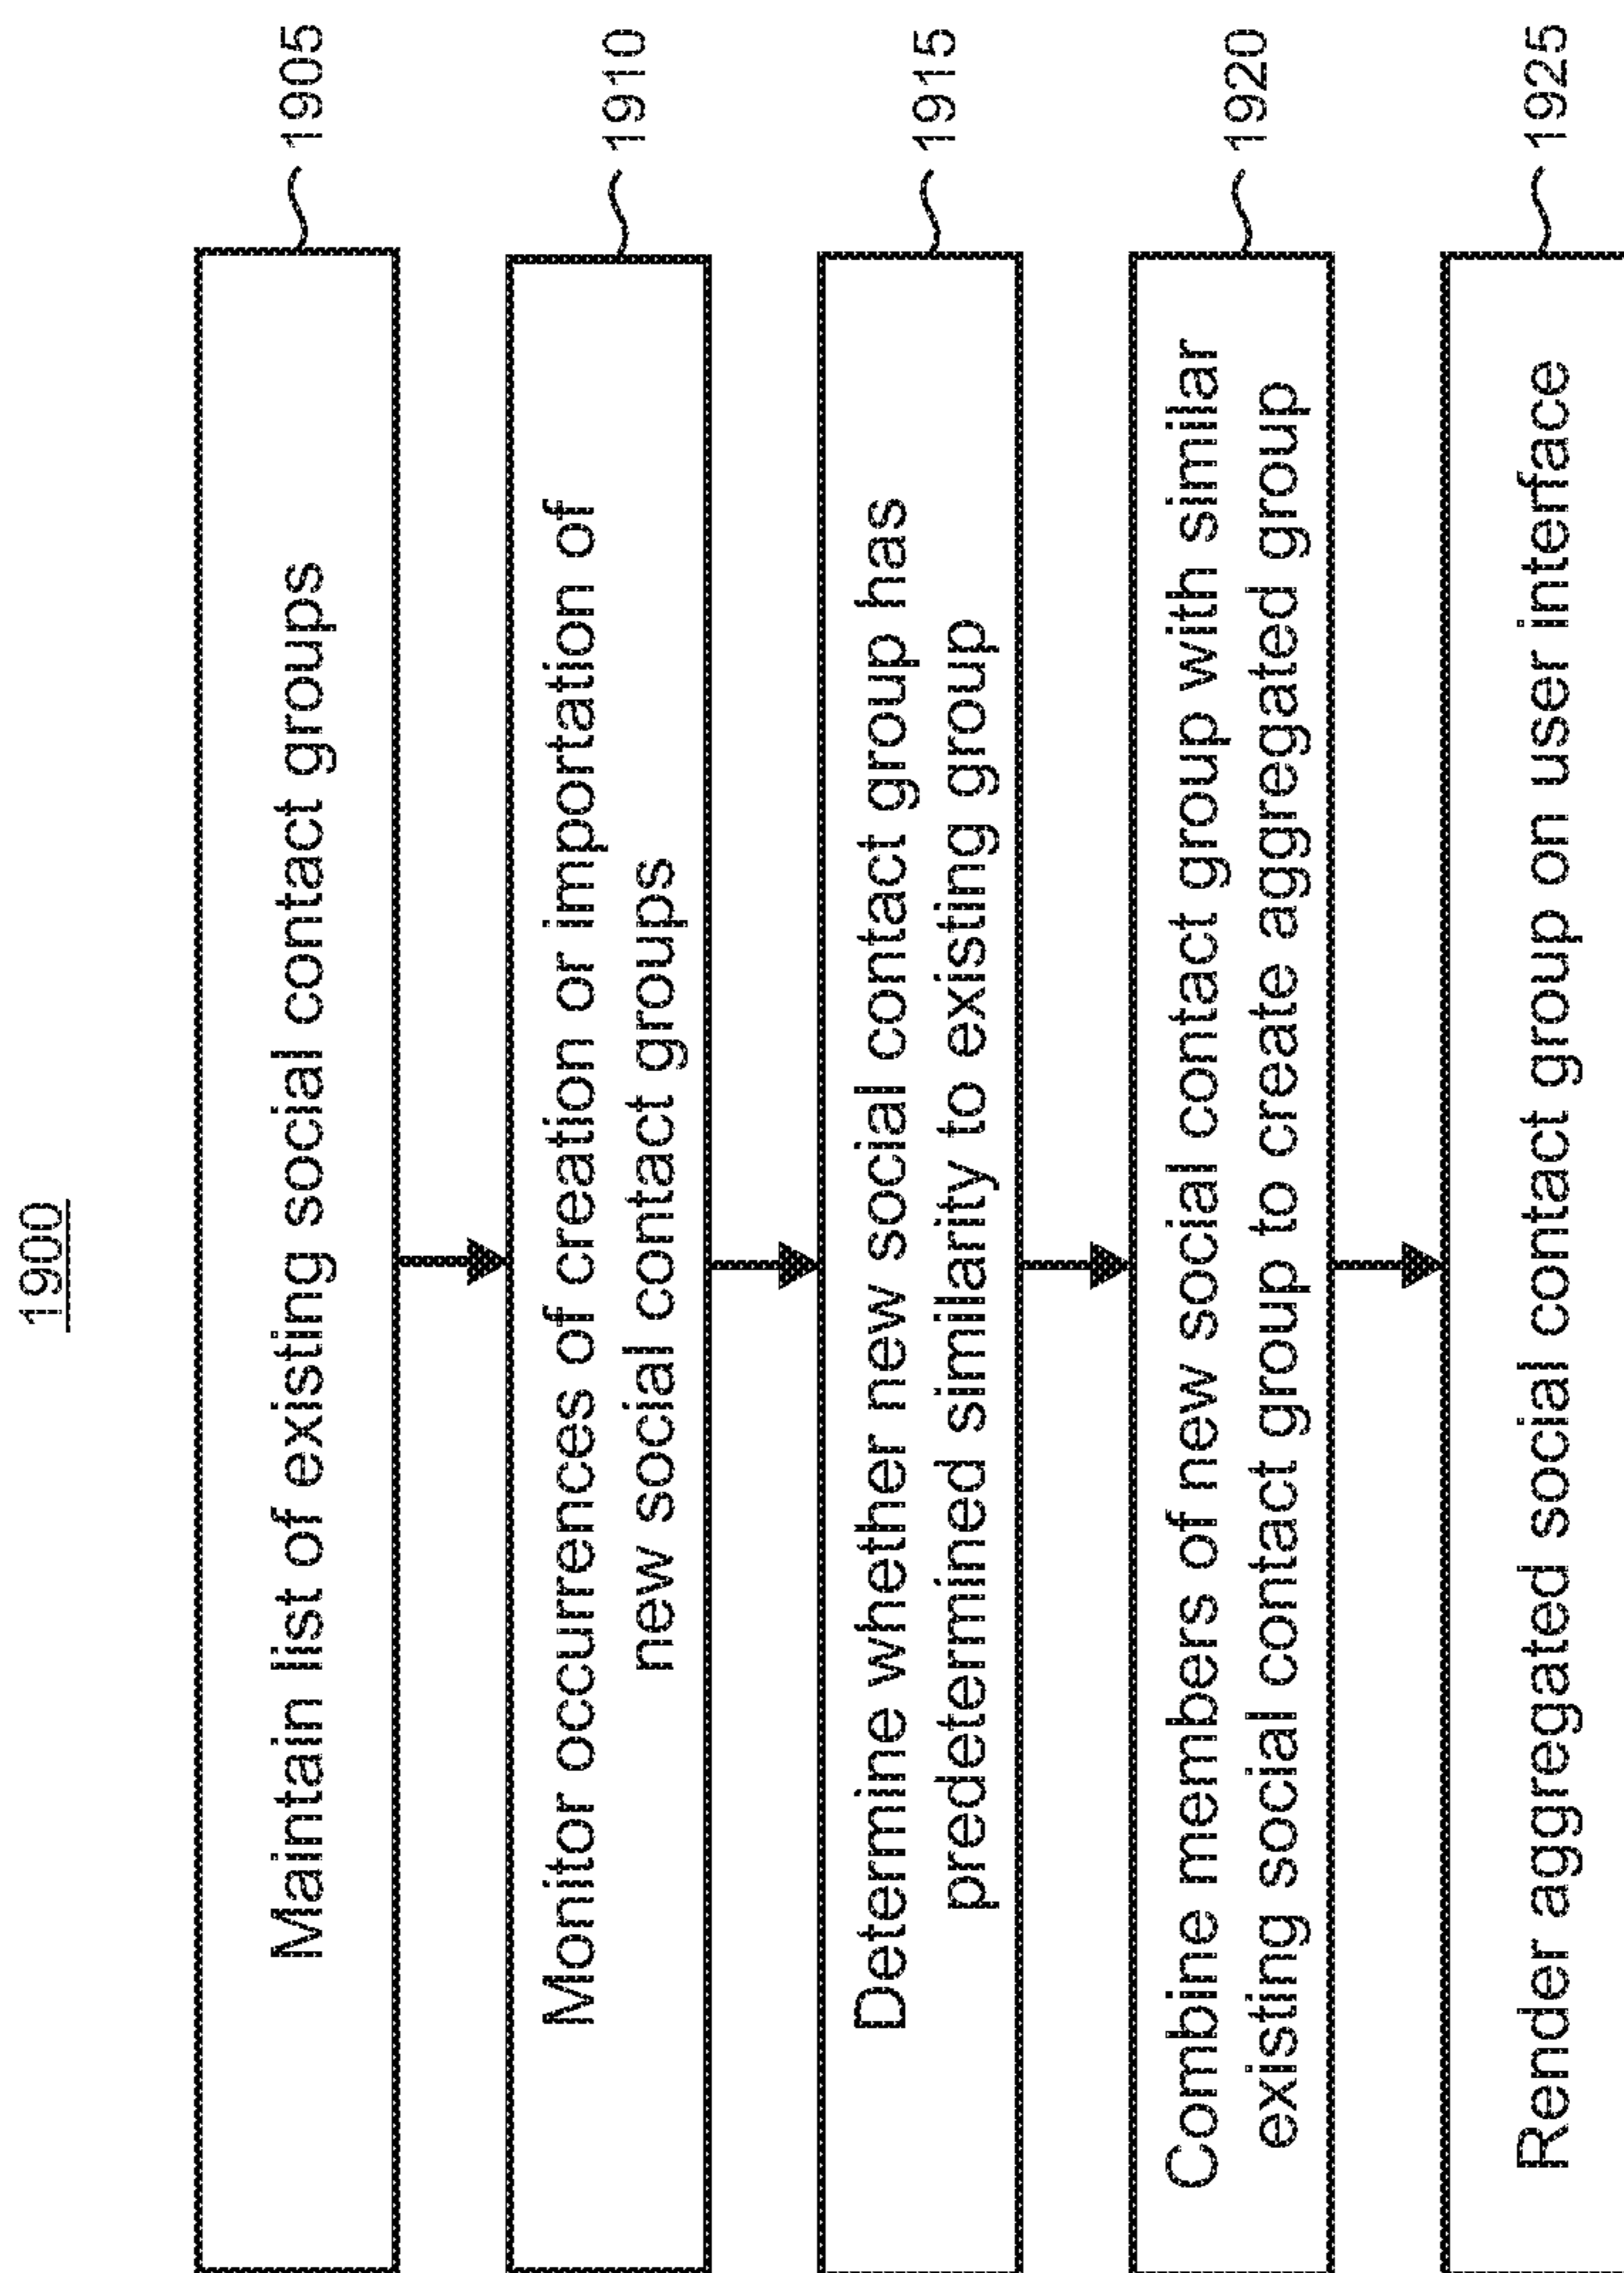 1900
Maintain list of existing social contact groups
1905
Monitor occurrences of creation or importation of
new social contact groups
1910
Determine whether new social contact group has
predetermined similarity to existing group
1915
Combine members of new social contact group with similar
existing social contact group to create aggregated group
1920
Render aggregated social contact group on user interface
1925